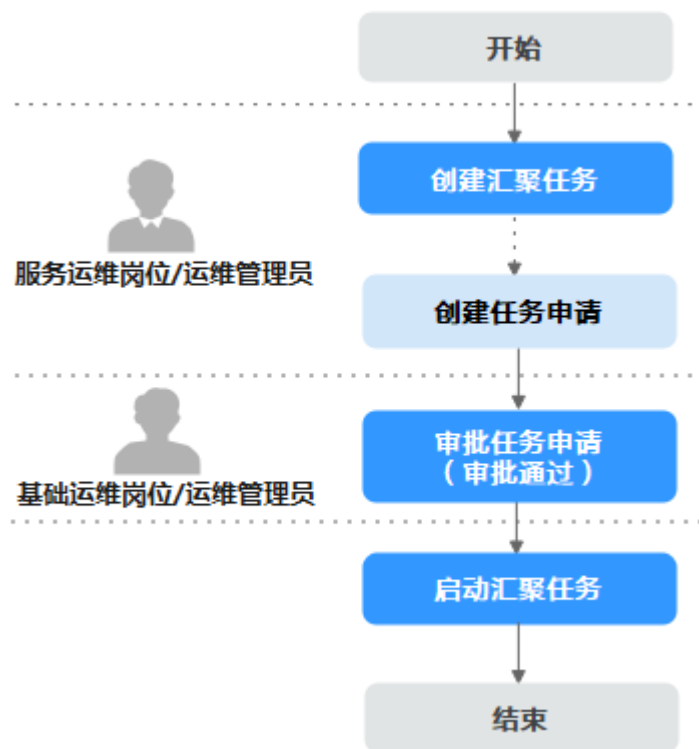 开始
创建汇聚任务
服务运维岗位/运维管理员
创建任务申请
审批任务申请
（审批通过）
基础运维岗位/运维管理员
启动汇聚任务
结束